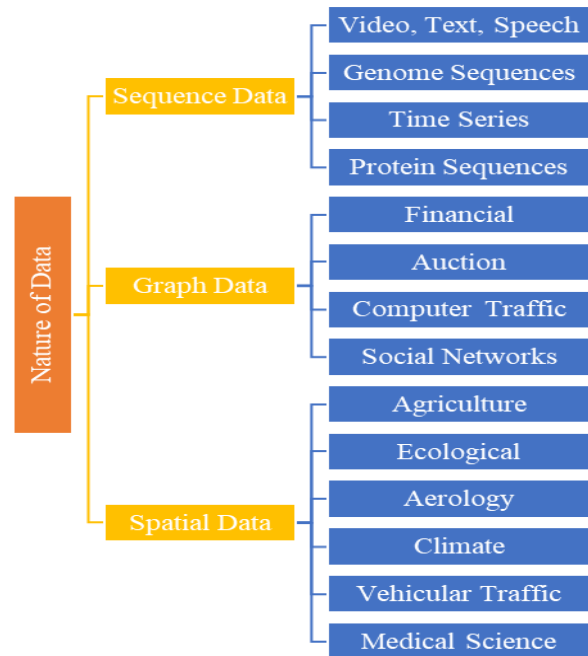 Nature of Data
Sequence Data
Video, Text, Speech
Genome Sequences
Time Series
Protein Sequences
Graph Data
Financial
Auction
Computer Traffic
Social Networks
Spatial Data
Agriculture
Ecological
Aerology
Climate
Vehicular Traffic
Medical Science